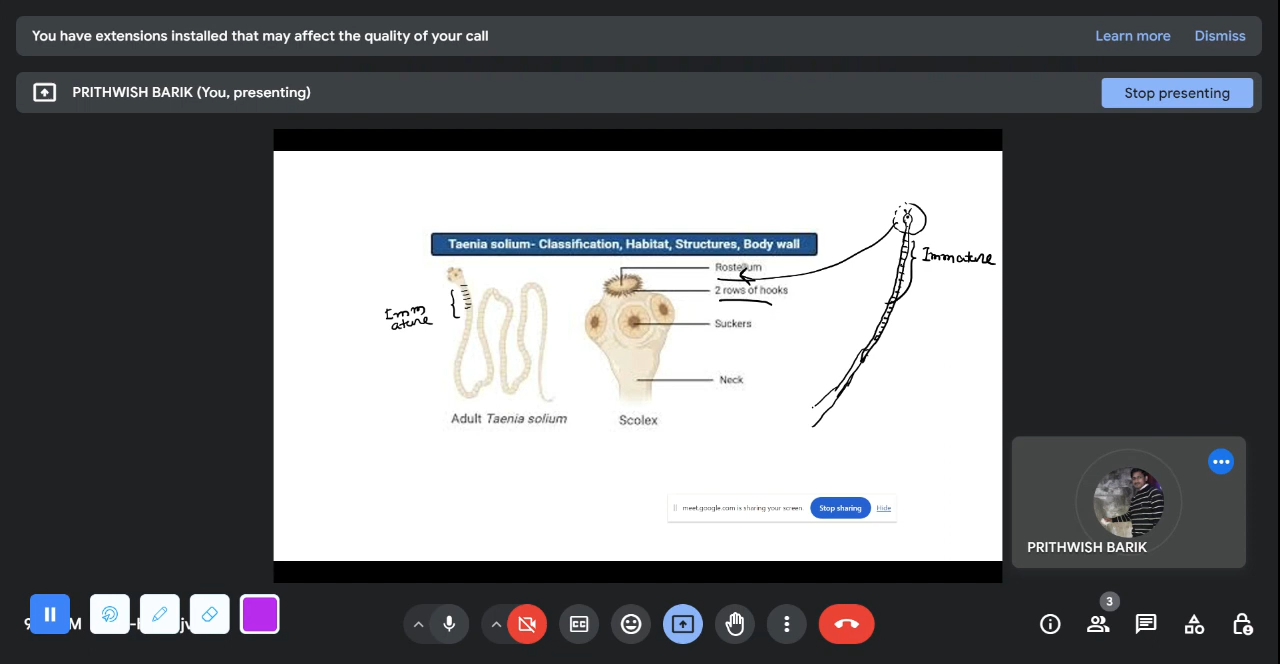 You have extensions installed that may affect the quality of your call
Learn more
Dismiss
PRITHWISH BARIK (You, presenting)
Stop presenting
Taenia solium- Classification, Habitat, Structures, Body wall
Rostellum
2 rows of hooks
Suckers
Neck
Imm
ature
Immature
Adult Taenia solium
Scolex
meet.google.com is sharing your screen.
Stop sharing
Hide
PRITHWISH BARIK
3
CC